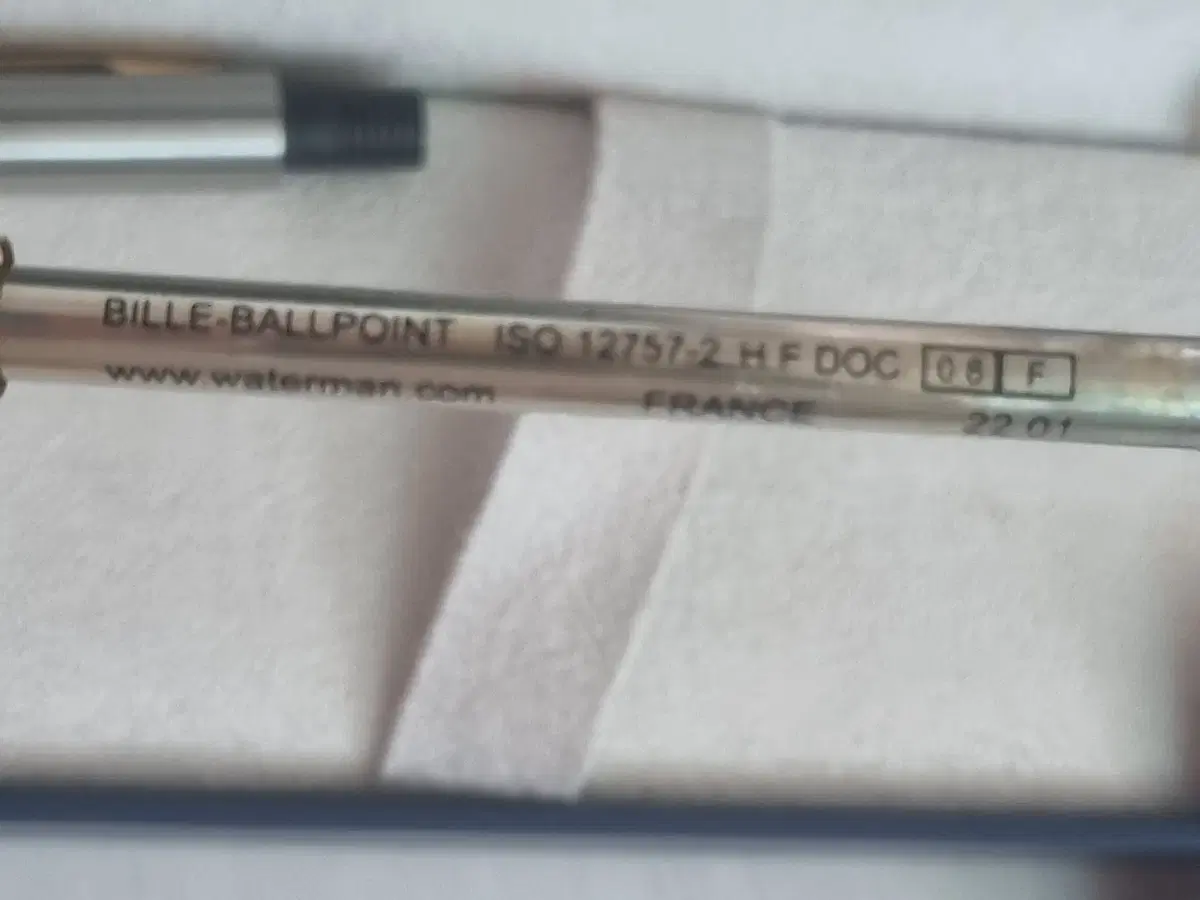 BILLE-BALLPOINT ISO 12757-2 H F DOC 08 F
www.waterman.com FRANCE 22 01